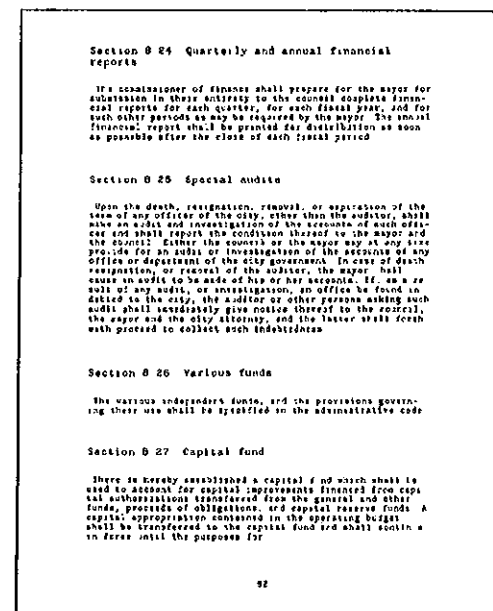 Section 8 24 Quarterly and annual financial
reports
The commissioner of finance shall prepare for the mayor for
submission in their entirety to the council complete finan-
cial reports for each quarter, for each fiscal year, and for
such other periods as may be required by the mayor The annual
financial report shall be printed for distribution as soon
as possible after the close of each fiscal period
Section 8 25 Special audits
Upon the death, resignation, removal, or expiration of the
term of any officer of the city, other than the auditor, shall
make an audit and investigation of the accounts of such offi-
cer and shall report the condition thereof to the mayor and
the council Either the council or the mayor may at any time
provide for an audit or investigation of the accounts of any
office or department of the city government In case of death
resignation, or removal of the auditor, the mayor hall
cause an audit to be made of his or her accounts If, as a re
sult of any audit, or investigation, an office be found in
debted to the city, the auditor or other persons making such
audit shall immediately give notice thereof to the council,
the mayor and the city attorney, and the latter shall forth
with proceed to collect such indebtedness
Section 8 26 Various funds
The various independent funds, and the provisions govern-
ing their use shall be specified in the administrative code
Section 8 27 Capital fund
There is hereby established a capital f nd which shall be
used to account for capital improvements financed from capi
tal authorizations transferred from the general and other
funds, proceeds of obligations, and capital reserve funds A
capital appropriation contained in the operating budget
shall be transferred to the capital fund and shall contin e
in force until the purposes for
92